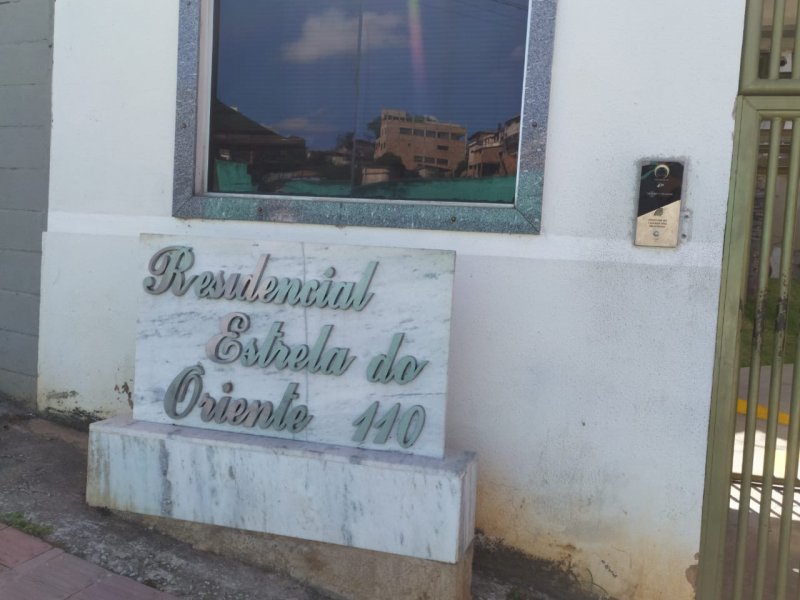 Residencial
Estrela do
Oriente 110